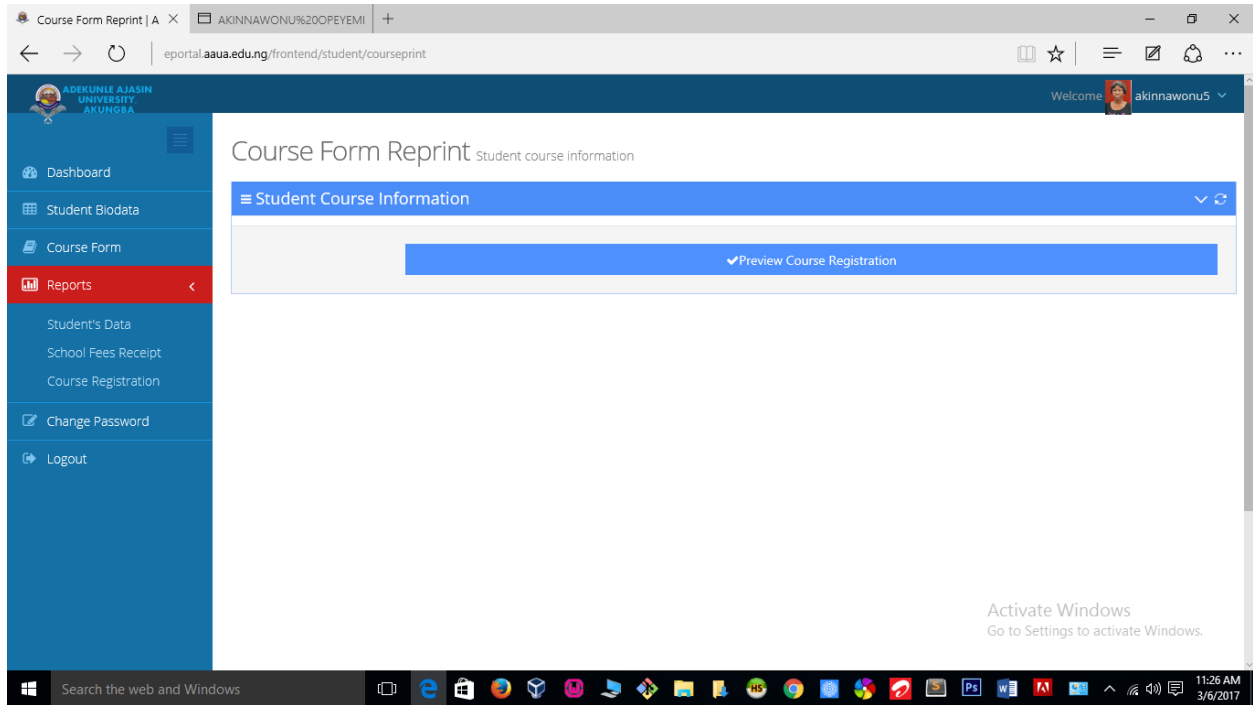 Course Form Reprint | A
AKINNAWONU%20OPEYEMI
eportal.aaua.edu.ng/frontend/student/courseprint
ADEKUNLE AJASIN
UNIVERSITY,
AKUNGBA
Welcome akinnawonu5
Course Form Reprint Student course information
Dashboard
Student Biodata
Course Form
Reports
Student's Data
School Fees Receipt
Course Registration
Change Password
Logout
Student Course Information
Preview Course Registration
Activate Windows
Go to Settings to activate Windows.
Search the web and Windows
HS
Ps
11:26 AM
3/6/2017